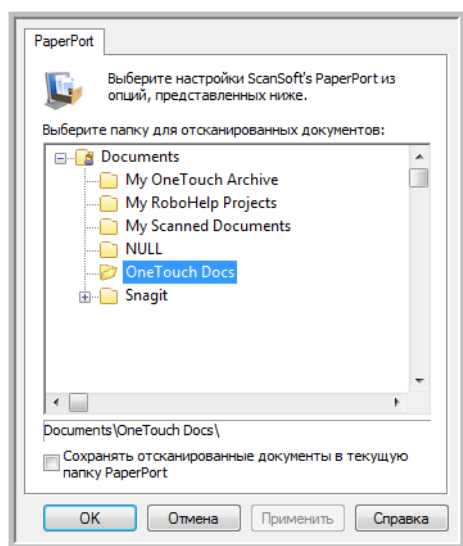 PaperPort
Выберите настройки ScanSoft's PaperPort из
опций, представленных ниже.
Выберите папку для отсканированных документов:
Documents
My OneTouch Archive
My RoboHelp Projects
My Scanned Documents
NULL
OneTouch Docs
Snagit
Documents\OneTouch Docs\
Сохранять отсканированные документы в текущую
папку PaperPort
OK Отмена Применить Справка